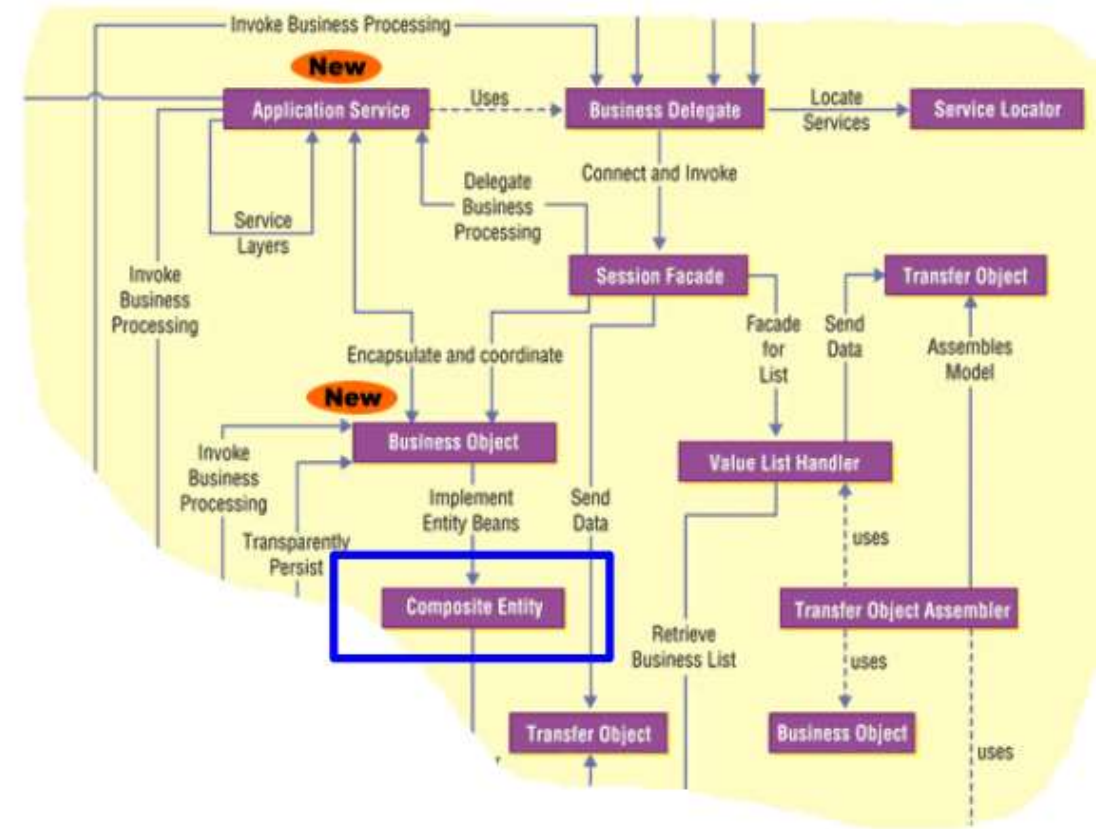 Invoke Business Processing
New
Application Service
Uses
Business Delegate
Locate
Services
Service Locator
Connect and Invoke
Delegate
Business
Processing
Service
Layers
Invoke
Business
Processing
Session Facade
Transfer Object
Facade
for
List
Send
Data
Assembles
Model
Encapsulate and coordinate
New
Business Object
Value List Handler
Invoke
Business
Processing
Implement
Entity Beans
Send
Data
Transparently
Persist
uses
Composite Entity
Transfer Object Assembler
Retrieve
Business List
uses
Transfer Object
Business Object
uses